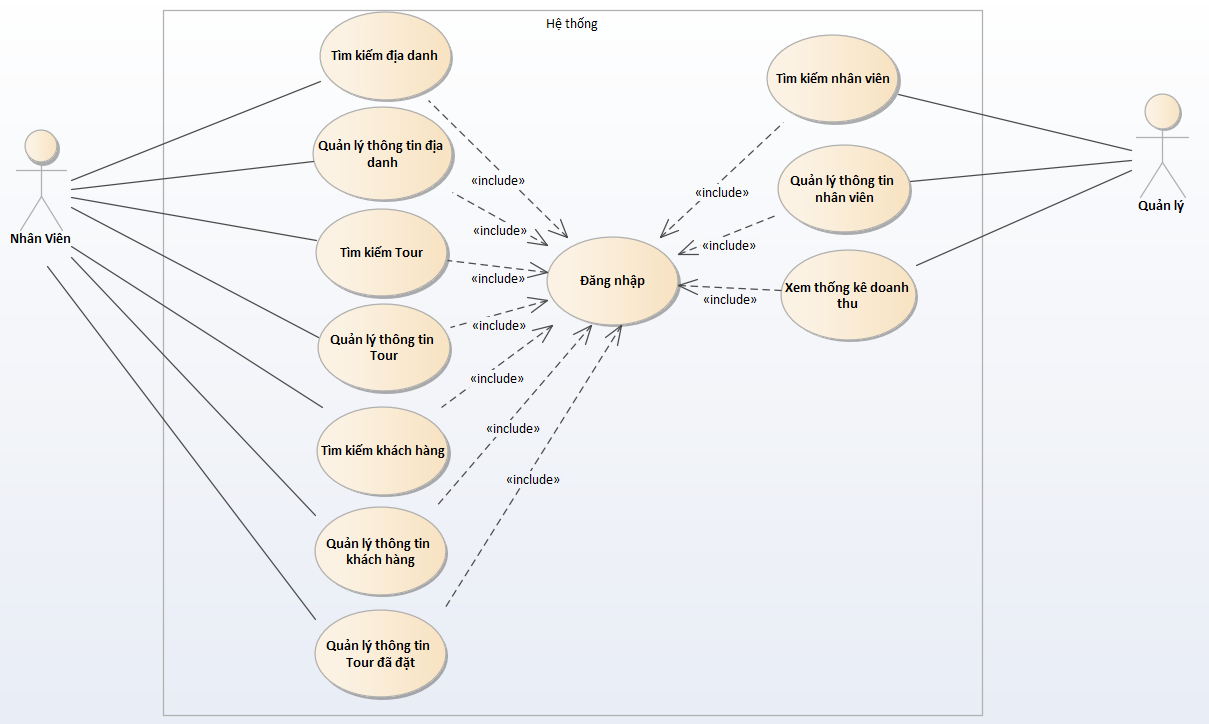 Hệ thống
Tìm kiếm địa danh
Quản lý thông tin địa
danh
Tìm kiếm Tour
Quản lý thông tin
Tour
Tìm kiếm khách hàng
Quản lý thông tin
khách hàng
Quản lý thông tin
Tour đã đặt
Nhân Viên
«include»
«include»
«include»
«include»
«include»
«include»
«include»
Đăng nhập
«include»
«include»
«include»
Tìm kiếm nhân viên
Quản lý thông tin
nhân viên
Xem thống kê doanh
thu
Quản lý